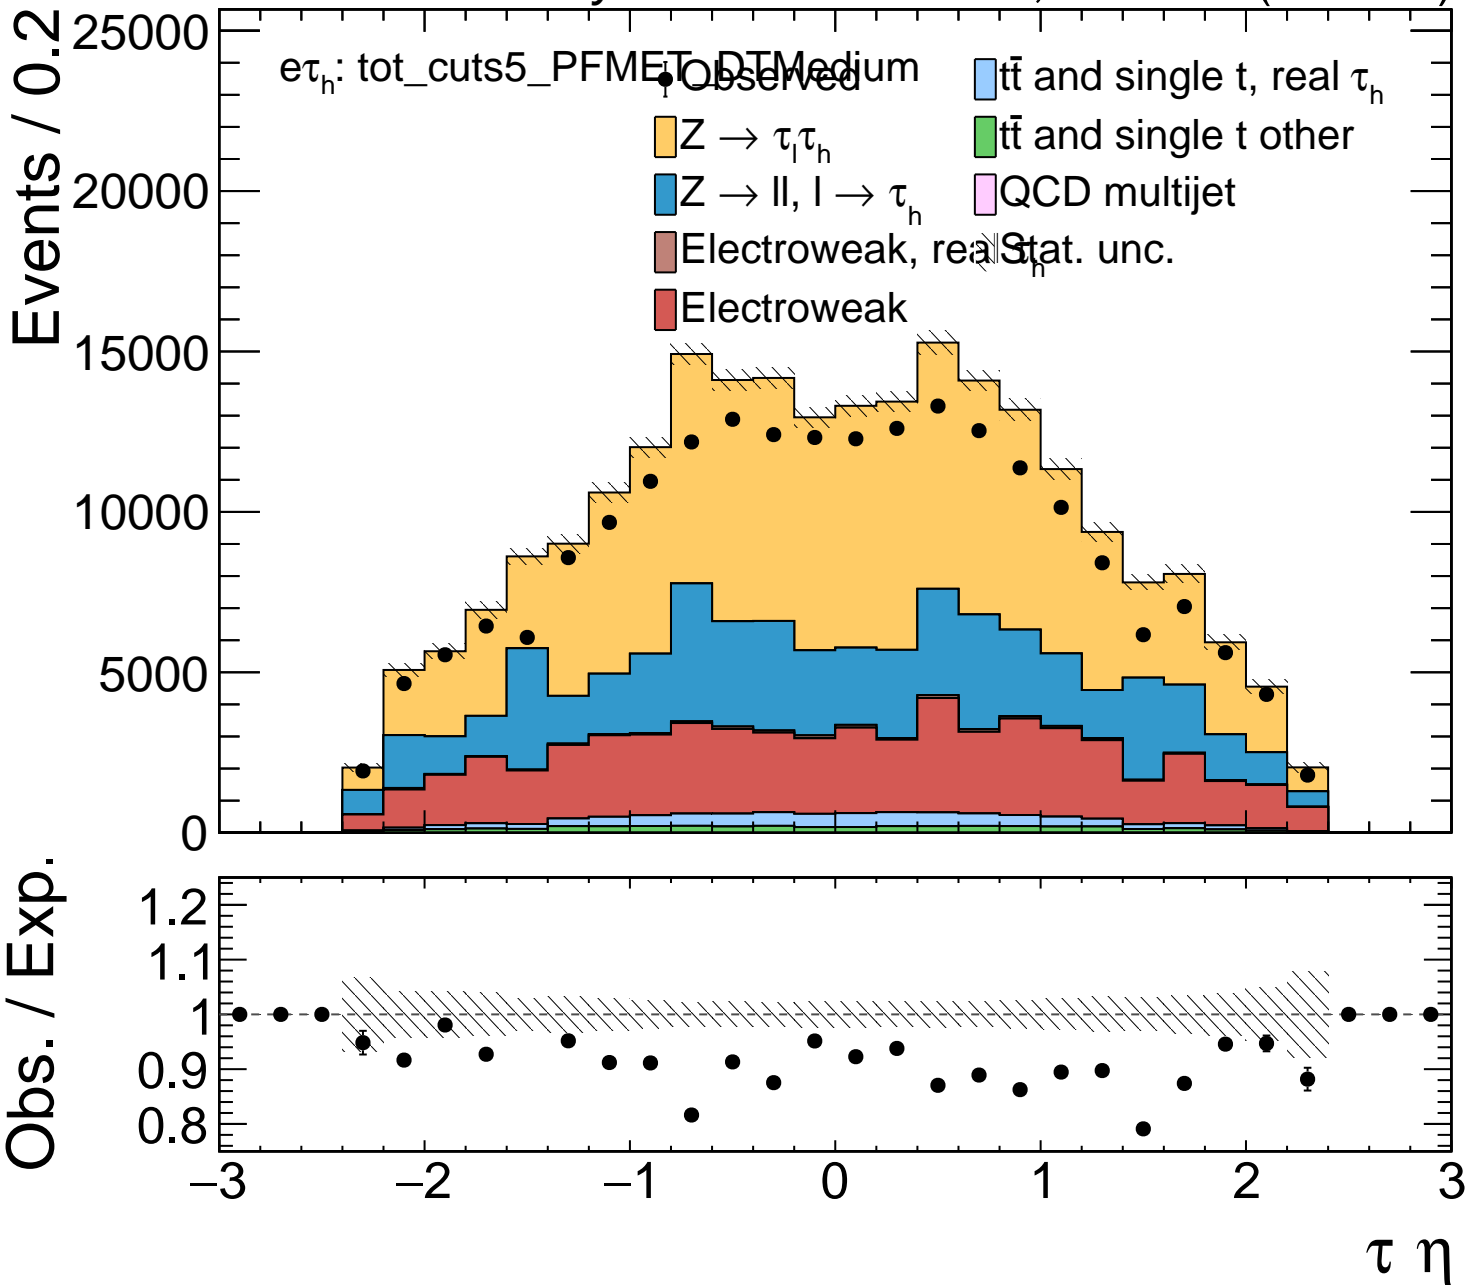 Events / 0.2
25000
20000
15000
10000
5000
0
eτh: tot_cuts5_PFMET_DTMedium
Observed
Z → τlτh
Z → ll, l → τh
Electroweak, real τh
Electroweak
tt̄ and single t, real τh
tt̄ and single t other
QCD multijet
Stat. unc.
Obs. / Exp.
1.2
1.1
1
0.9
0.8
−3 −2 −1 0 1 2 3
τ η